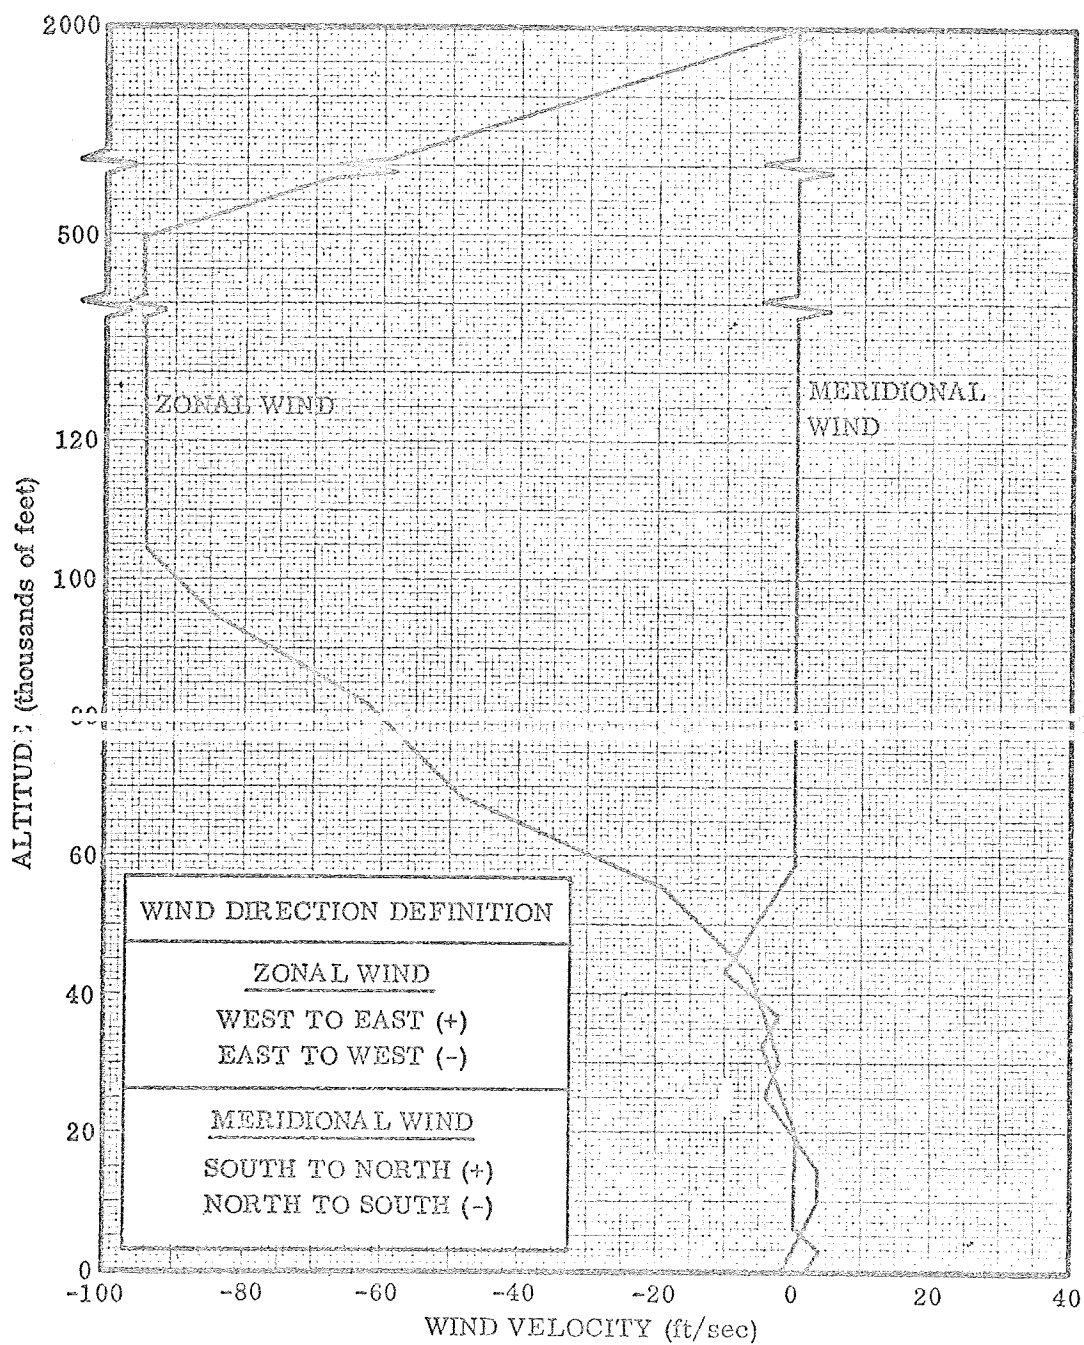 2000
500
ZONAL WIND
MERIDIONAL
WIND
120
100
80
60
40
20
0
ALTITUDE (thousands of feet)
WIND DIRECTION DEFINITION
ZONAL WIND
WEST TO EAST (+)
EAST TO WEST (-)
MERIDIONAL WIND
SOUTH TO NORTH (+)
NORTH TO SOUTH (-)
-100 -80 -60 -40 -20 0 20 40
WIND VELOCITY (ft/sec)